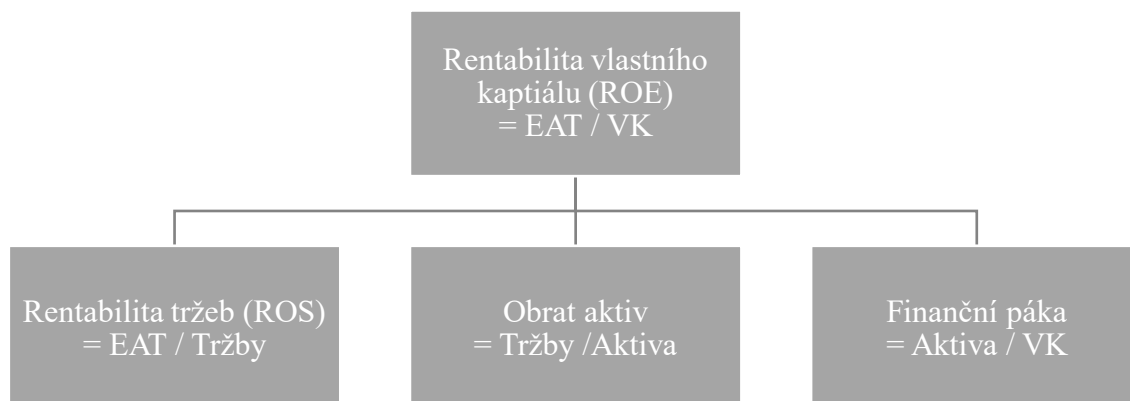 Rentabilita vlastního
kaptiálu (ROE)
= EAT / VK
Rentabilita tržeb (ROS)
= EAT / Tržby
Obrat aktiv
= Tržby /Aktiva
Finanční páka
= Aktiva / VK